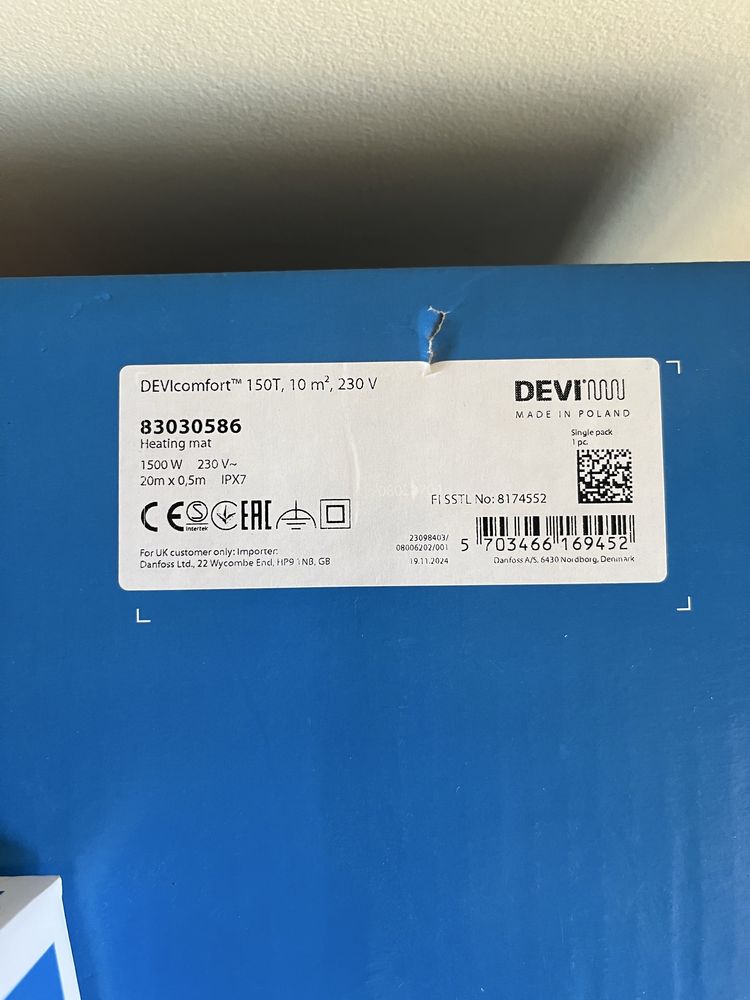 DEVIcomfort™ 150T, 10 m², 230 V
DEVI
MADE IN POLAND
83030586
Heating mat
Single pack
1 pc.
1500 W 230 V~
20m x 0,5m IPX7
FI SSTL No: 8174552
CE S Intertek EAC
23098403/
08006202/001
19.11.2024
5 703466 169452
For UK customer only: Importer:
Danfoss Ltd., 22 Wycombe End, HP9 1NB, GB
Danfoss A/S, 6430 Nordborg, Denmark